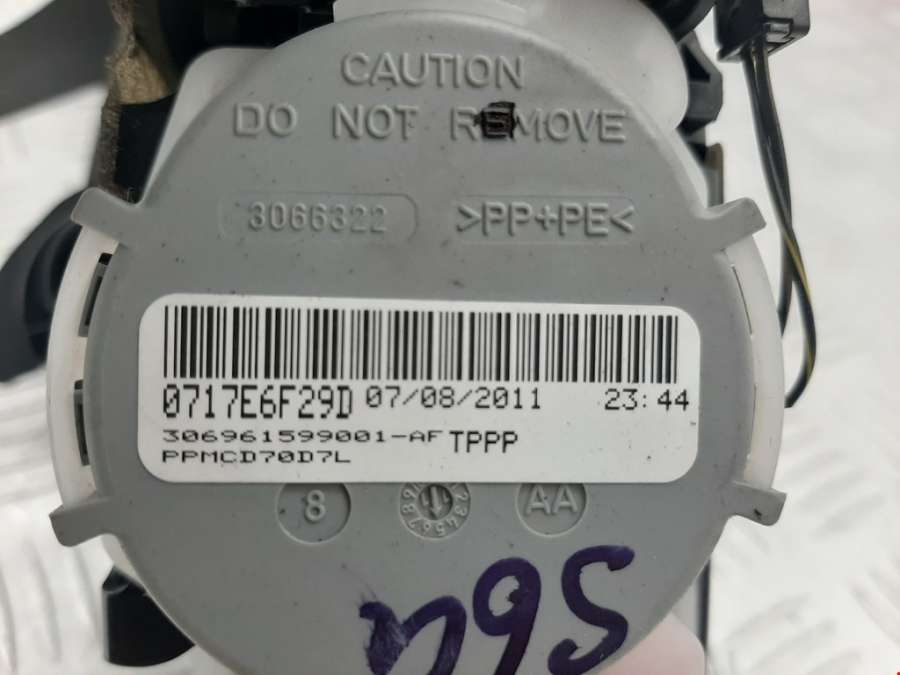 CAUTION
DO NOT REMOVE
3066322 >PP+PE<
0717E6F29D 07/08/2011 23:44
306961599001-AF TPPP
PPMCD70D7L
8 11 AA